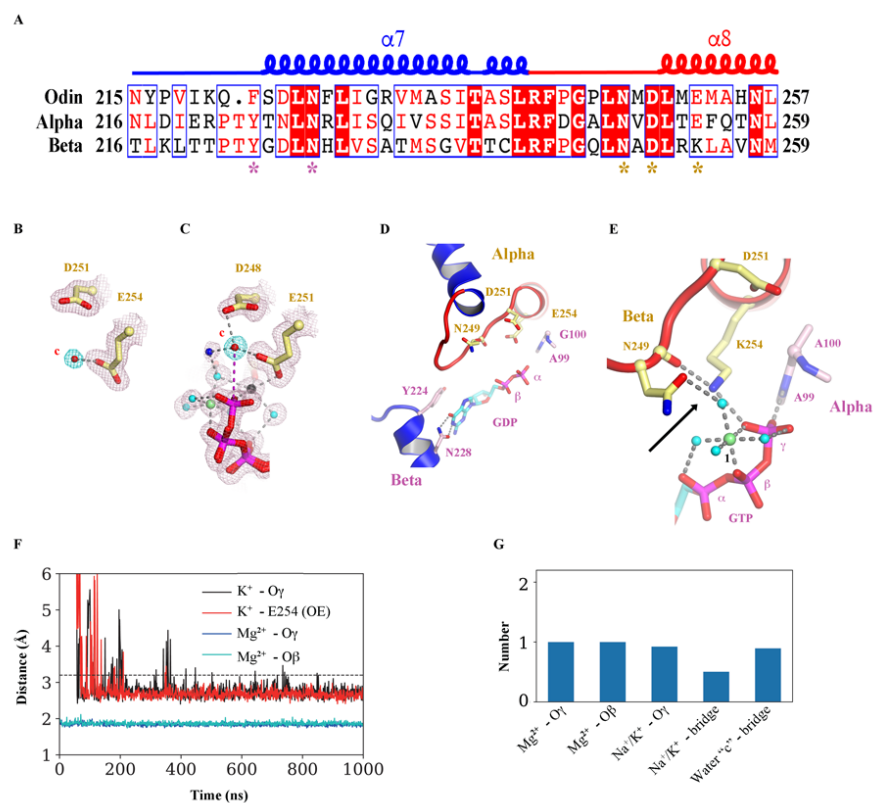 A
α7 α8
Odin 215 NYPVIKQ.FSDLNFLIGRVMASITASLRFPGPLNMDLMEMAHNL 257
Alpha 216 NLDIERPTYTNLNRLISQIVSSITASLRFDGALNVDLTEFQTNL 259
Beta 216 TLKLTTPTYGDLNHLVSATMSGVTTCLRFPGQLNADLRKLAVNM 259
* * * * *
B
D251
E254
c
C
D248
E251
c
D
Alpha
D251
E254
N249
G100
A99
Y224
α
β
GDP
N228
Beta
E
D251
Beta
N249
K254
A100
A99
Alpha
γ
1
β
α
GTP
F
Distance (Å)
6
5
4
3
2
1
K⁺ - Oγ
K⁺ - E254 (OE)
Mg²⁺ - Oγ
Mg²⁺ - Oβ
0 200 400 600 800 1000
Time (ns)
G
Number
2
1
0
Mg²⁺ - Oγ
Mg²⁺ - Oβ
Na⁺/K⁺ - Oγ
Na⁺/K⁺ - bridge
Water “c” - bridge